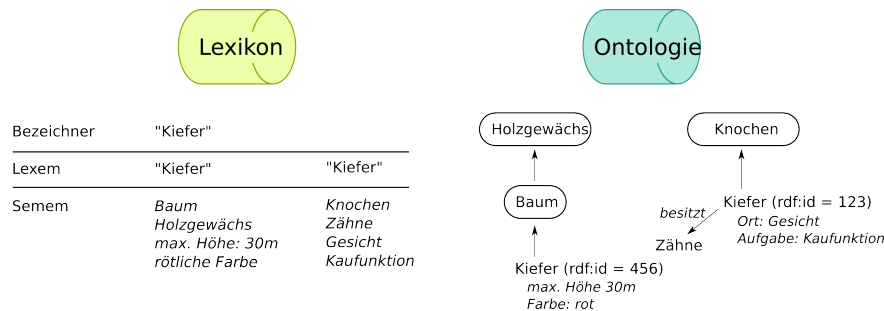 Lexikon
Bezeichner "Kiefer"
Lexem "Kiefer" "Kiefer"
Semem Baum Knochen
Holzgewächs Zähne
max. Höhe: 30m Gesicht
rötliche Farbe Kaufunktion
Ontologie
Holzgewächs Knochen
Baum
Kiefer (rdf:id = 123)
besitzt
Ort: Gesicht
Aufgabe: Kaufunktion
Zähne
Kiefer (rdf:id = 456)
max. Höhe 30m
Farbe: rot